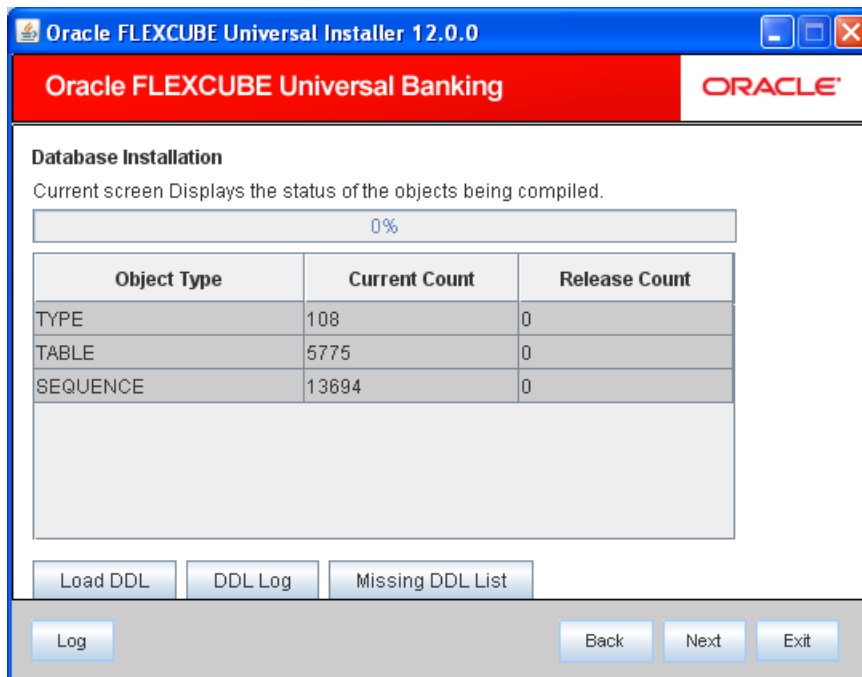 Oracle FLEXCUBE Universal Installer 12.0.0
Oracle FLEXCUBE Universal Banking ORACLE
Database Installation
Current screen Displays the status of the objects being compiled.
0%
Object Type Current Count Release Count
TYPE 108 0
TABLE 5775 0
SEQUENCE 13694 0
Load DDL DDL Log Missing DDL List
Log Back Next Exit